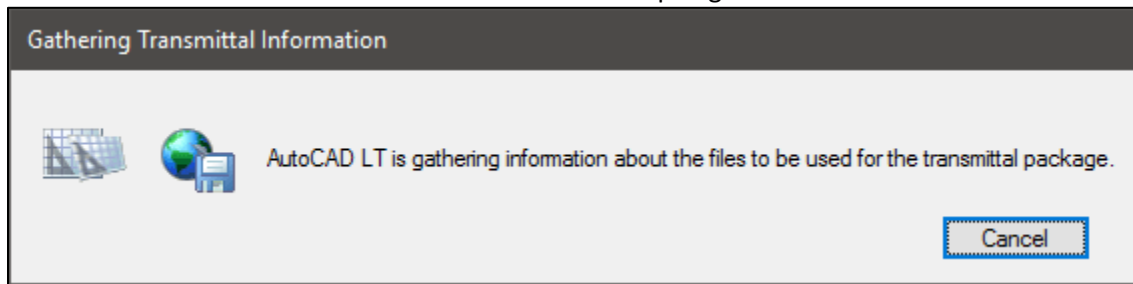 Gathering Transmittal Information
AutoCAD LT is gathering information about the files to be used for the transmittal package.
Cancel